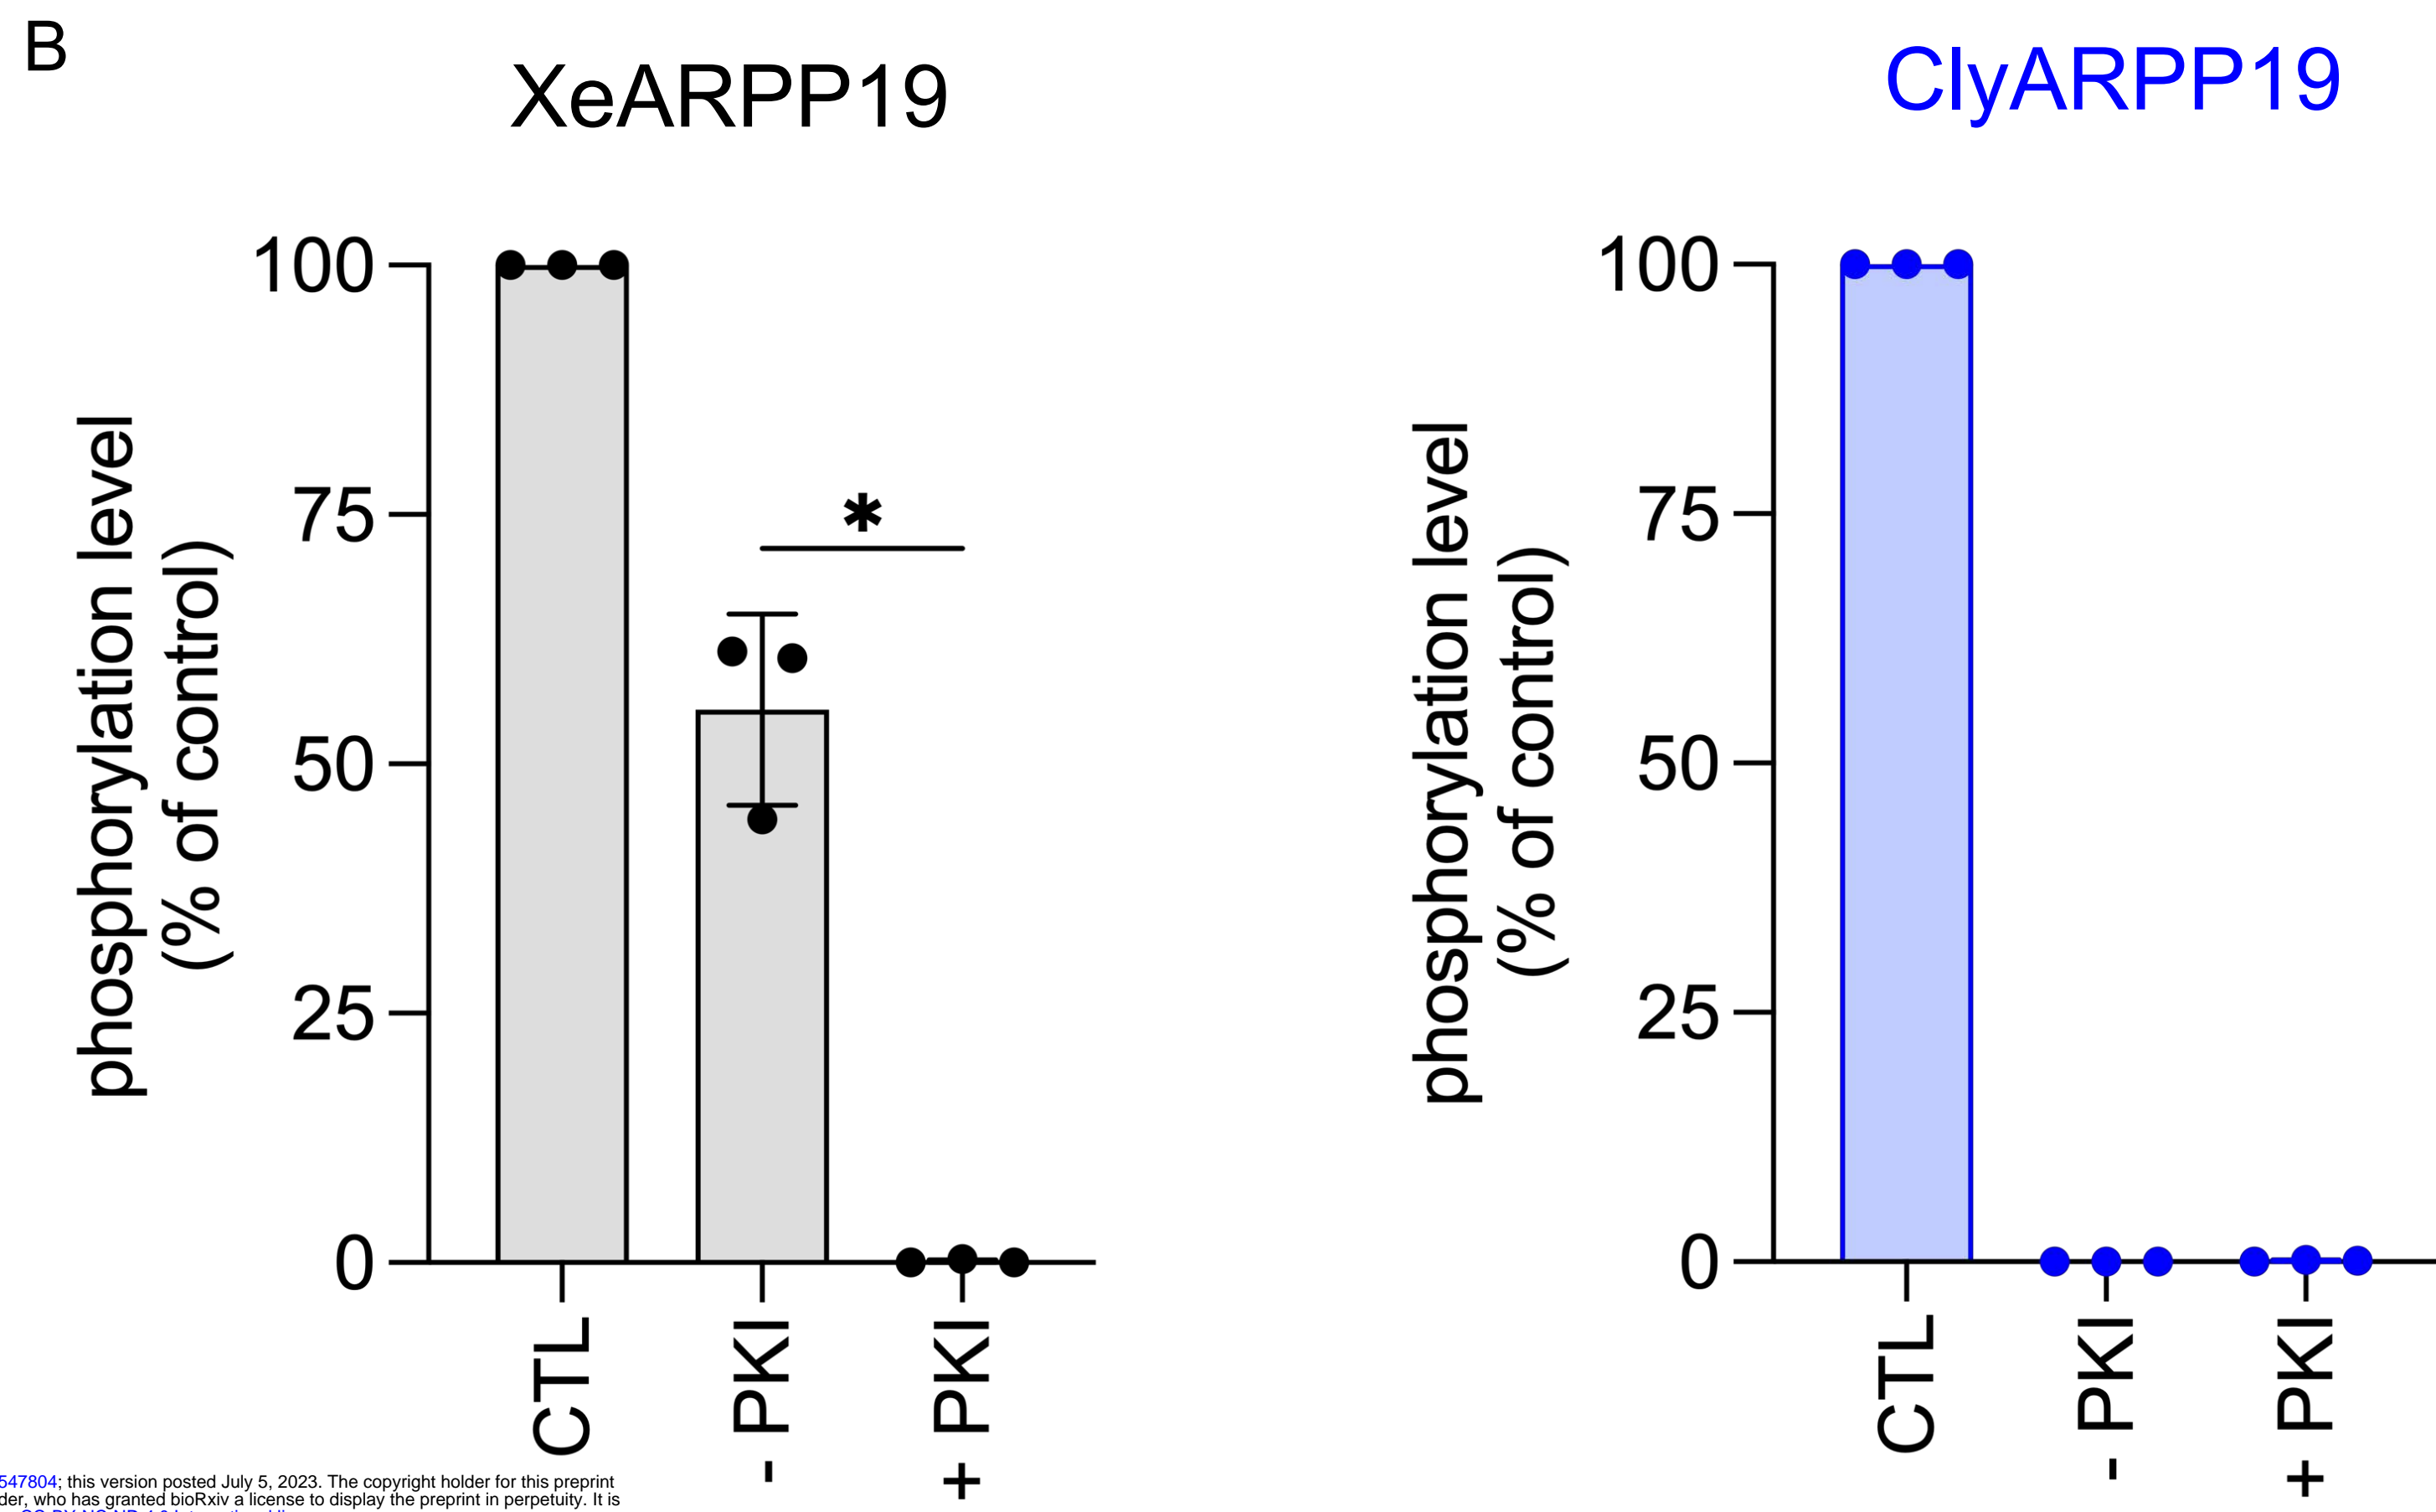 B
XeARPP19
ClyARPP19
phosphorylation level
(% of control)
100
75
50
25
0
*
CTL
- PKI
+ PKI
phosphorylation level
(% of control)
100
75
50
25
0
CTL
- PKI
+ PKI
547804; this version posted July 5, 2023. The copyright holder for this preprint
der, who has granted bioRxiv a license to display the preprint in perpetuity. It is